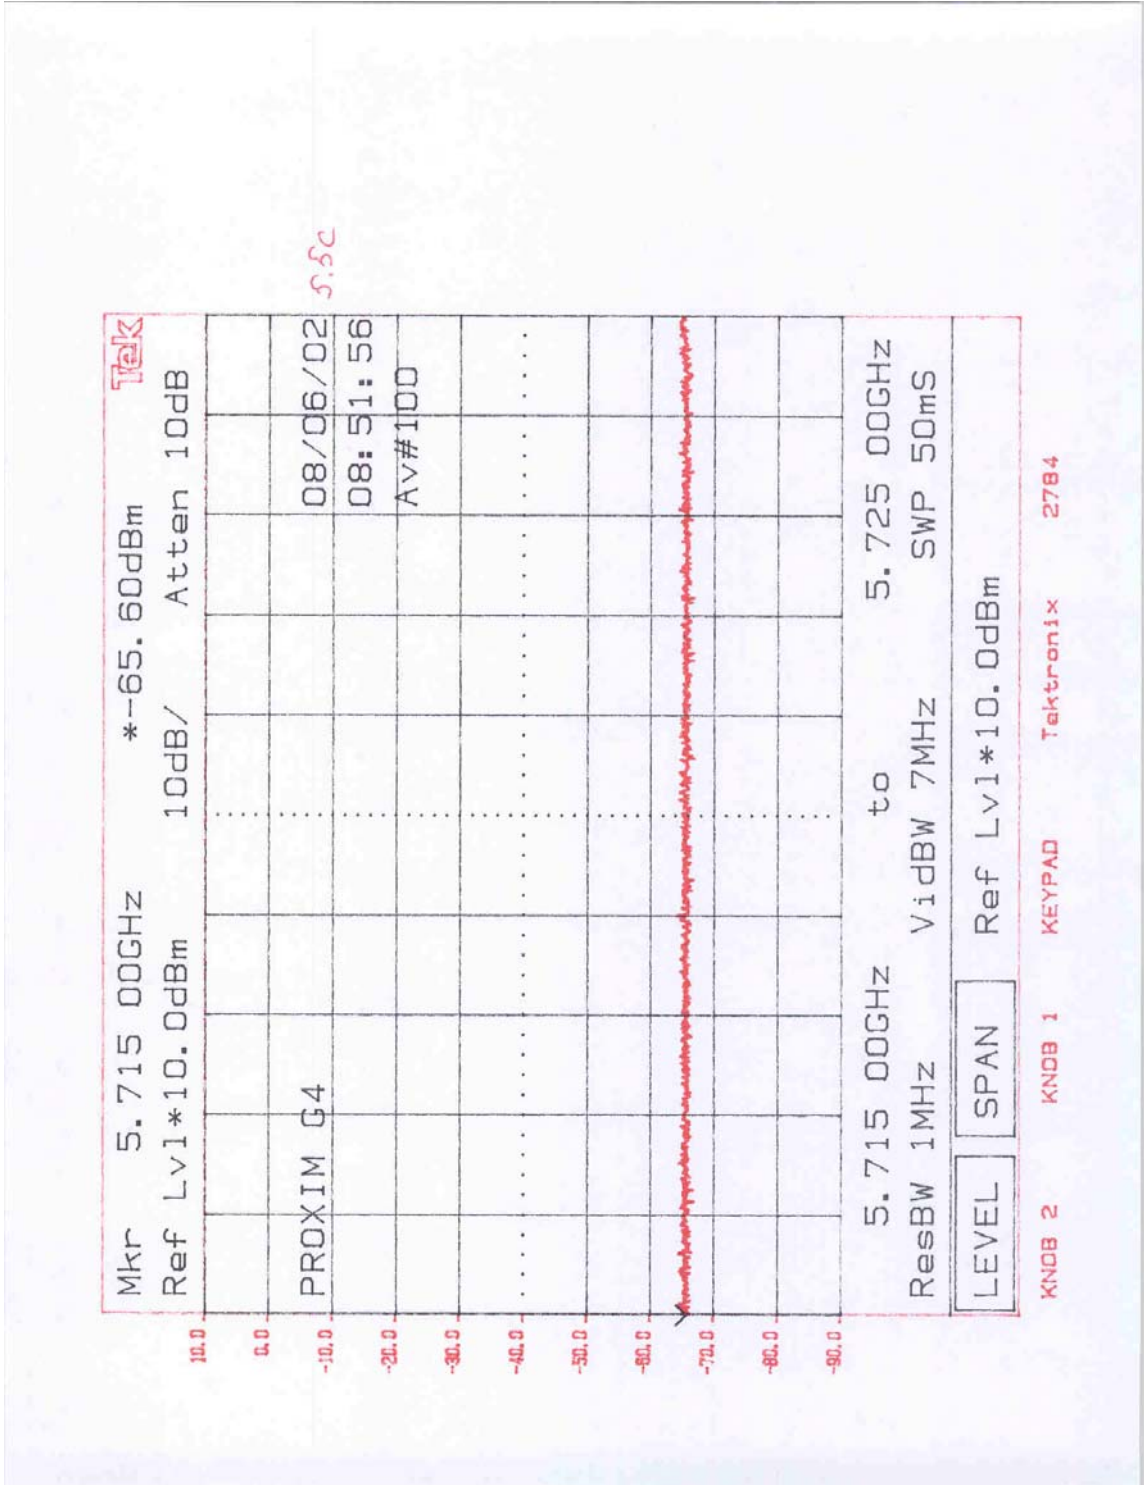 Mkr 5.715 00GHz *-65.60dBm Tek
Ref Lvl*10.0dBm 10dB/ Atten 10dB
10.0
0.0
PROXIM G4 08/06/02
-10.0
08:51:56
-20.0
Av#100
-30.0
-40.0
-50.0
-60.0
-70.0
-80.0
-90.0
5.715 00GHz to 5.725 00GHz
ResBW 1MHz VidBW 7MHz SWP 50mS
LEVEL SPAN Ref Lvl*10.0dBm
KNOB 2 KNOB 1 KEYPAD Tektronix 2784